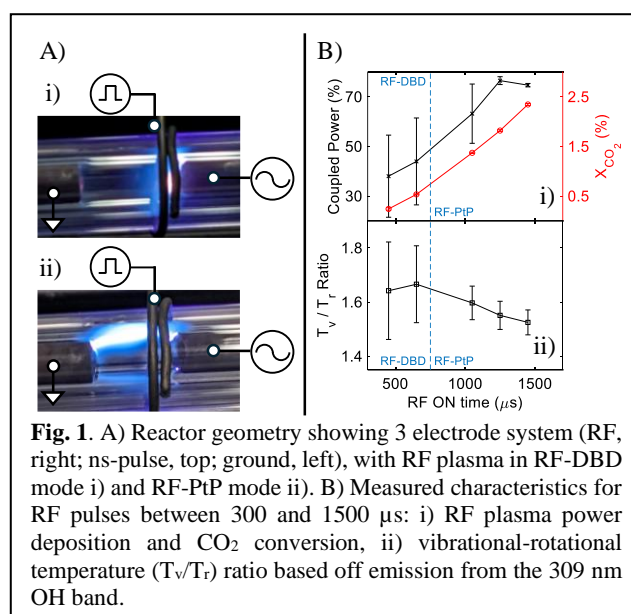 A)
i)
ii)
B)
Coupled Power (%)
70
50
30
RF-DBD
RF-PtP
i)
2.5
1.5
0.5
X_CO₂ (%)
T_v / T_r Ratio
1.8
1.6
1.4
RF-DBD
RF-PtP
ii)
500 1000 1500
RF ON time (µs)
Fig. 1. A) Reactor geometry showing 3 electrode system (RF,
right; ns-pulse, top; ground, left), with RF plasma in RF-DBD
mode i) and RF-PtP mode ii). B) Measured characteristics for
RF pulses between 300 and 1500 µs: i) RF plasma power
deposition and CO₂ conversion, ii) vibrational-rotational
temperature (Tᵥ/Tᵣ) ratio based off emission from the 309 nm
OH band.